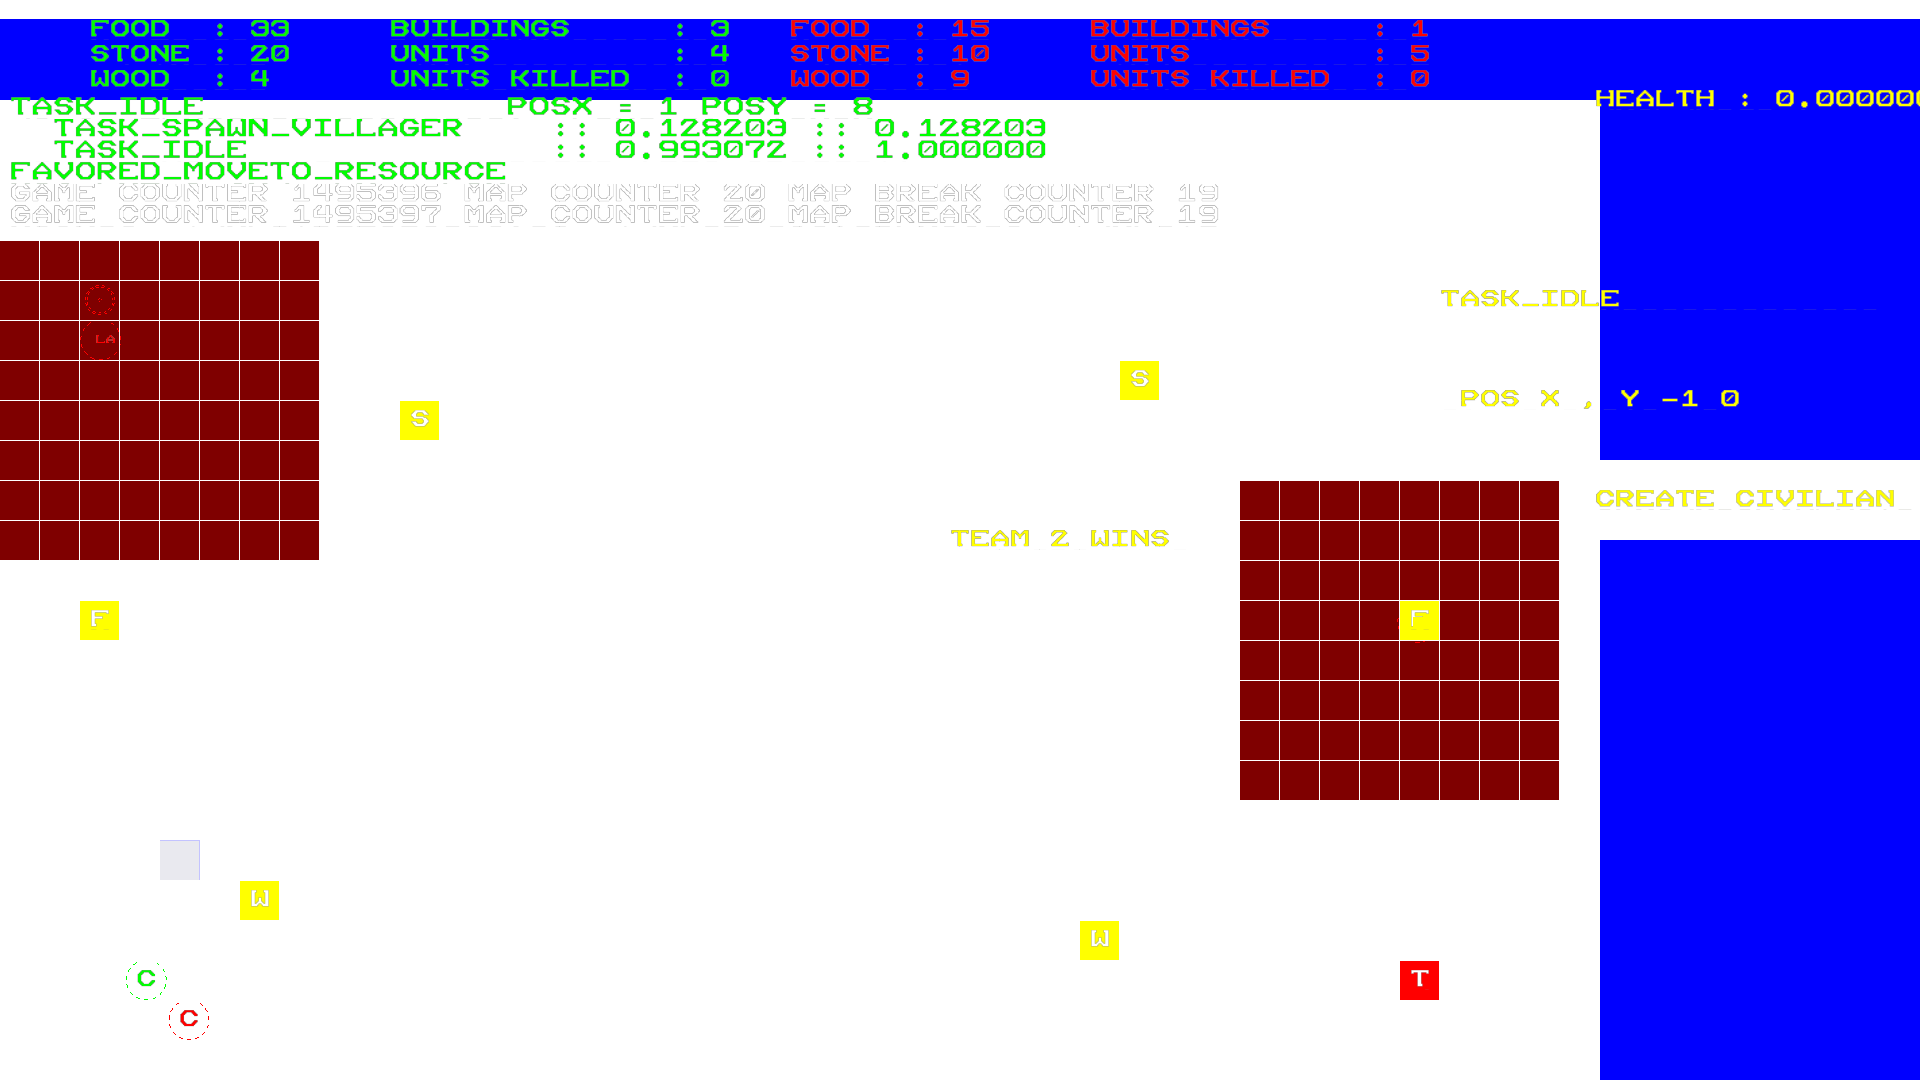 FOOD : 33 BUILDINGS : 3 FOOD : 15 BUILDINGS : 1
STONE : 20 UNITS : 4 STONE : 10 UNITS : 5
WOOD : 4 UNITS KILLED : 0 WOOD : 9 UNITS KILLED : 0
HEALTH : 0.000000
TASK_IDLE POSX = 1 POSY = 8
TASK_SPAWN_VILLAGER :: 0.128203 :: 0.128203
TASK_IDLE :: 0.993072 :: 1.000000
FAVORED_MOVETO_RESOURCE
GAME COUNTER 1495396 MAP COUNTER 20 MAP BREAK COUNTER 19
GAME COUNTER 1495397 MAP COUNTER 20 MAP BREAK COUNTER 19
TASK_IDLE
LA
S
POS X , Y -1 0
S
CREATE CIVILIAN
TEAM 2 WINS
F
F
W
W
C
T
C